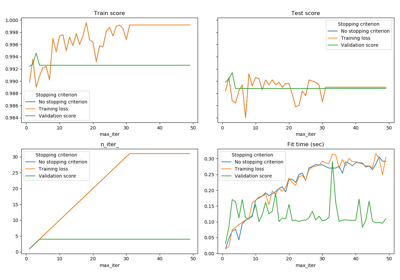 Train score
1.000
0.998
0.996
0.994
0.992
0.990
0.988
0.986
0.984
Stopping criterion
No stopping criterion
Training loss
Validation score
0
10
20
30
40
50
max_iter
Test score
Stopping criterion
No stopping criterion
Training loss
Validation score
0
10
20
30
40
50
max_iter
n_iter_
30
25
20
15
10
5
0
Stopping criterion
No stopping criterion
Training loss
Validation score
0
10
20
30
40
50
max_iter
Fit time (sec)
0.30
0.25
0.20
0.15
0.10
0.05
0.00
Stopping criterion
No stopping criterion
Training loss
Validation score
0
10
20
30
40
50
max_iter